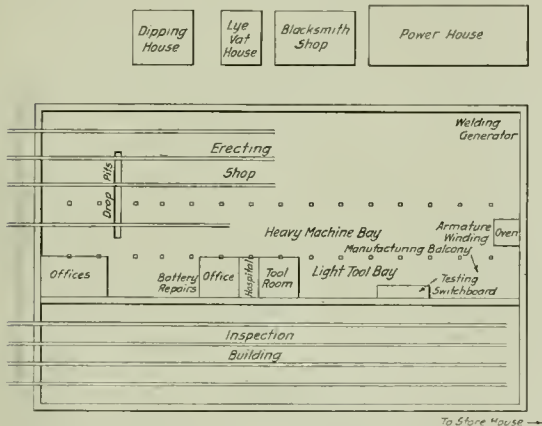 Dipping
House
Lye
Vat
House
Blacksmith
Shop
Power House
Welding
Generator
Erecting
Shop
Drop Pits
Heavy Machine Bay
Armature
Winding
Oven
Manufacturing Balcony
Offices
Battery
Repairs
Office
Hospital
Tool
Room
Light Tool Bay
Testing
Switchboard
Inspection
Building
To Store House